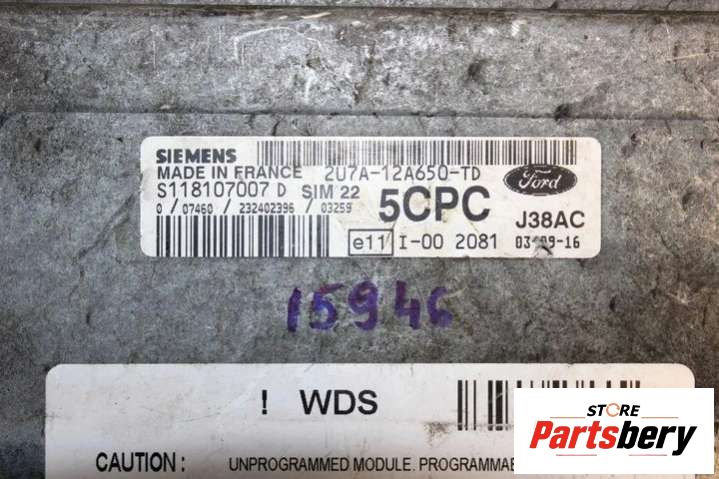 SIEMENS
MADE IN FRANCE 2U7A-12A650-TD
S118107007 D SIM 22
0 / 07460 / 232402396 / 03259
5CPC
Ford
J38AC
e11 I-00 2081
15946
! WDS
CAUTION: UNPROGRAMMED MODULE. PROGRAMMAB
STORE
Partsbery